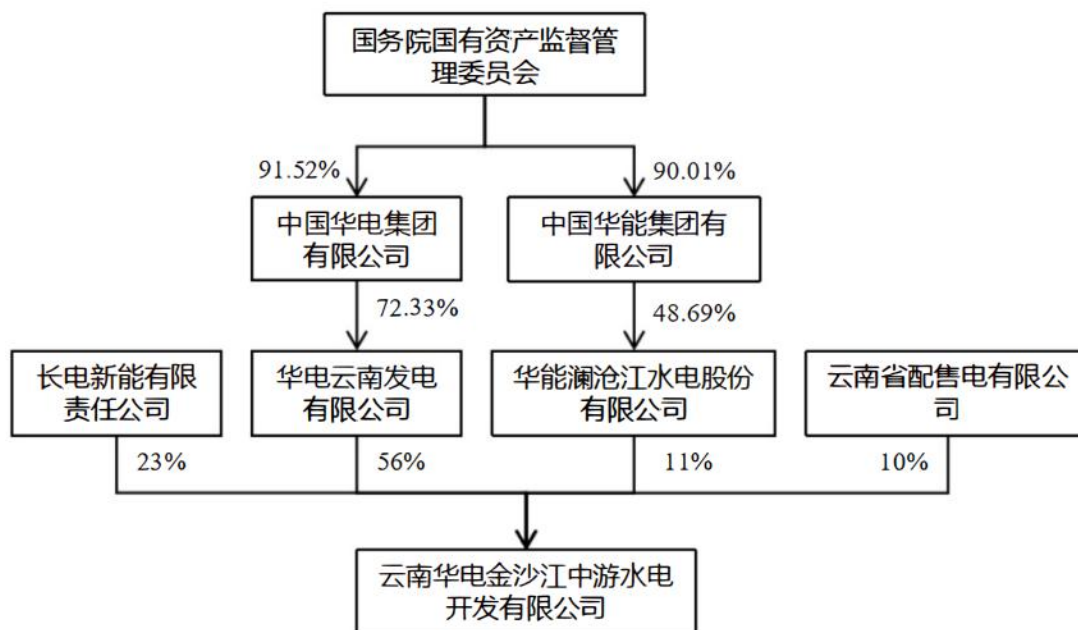 国务院国有资产监督管
理委员会
91.52%
90.01%
中国华电集团
有限公司
中国华能集团有
限公司
72.33%
48.69%
长电新能有限
责任公司
华电云南发电
有限公司
华能澜沧江水电股份
有限公司
云南省配售电有限公
司
23%
56%
11%
10%
云南华电金沙江中游水电
开发有限公司